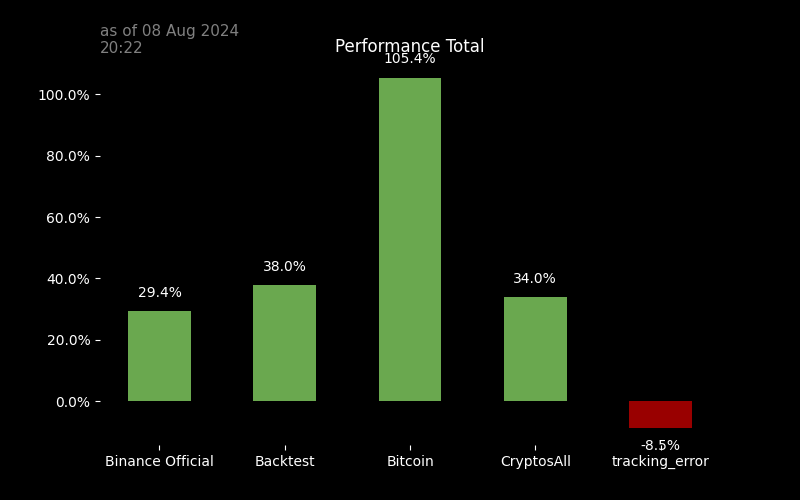 as of 08 Aug 2024
20:22
Performance Total
105.4%
100.0%
80.0%
60.0%
40.0%
20.0%
0.0%
29.4%
38.0%
34.0%
-8.5%
Binance Official
Backtest
Bitcoin
CryptosAll
tracking_error